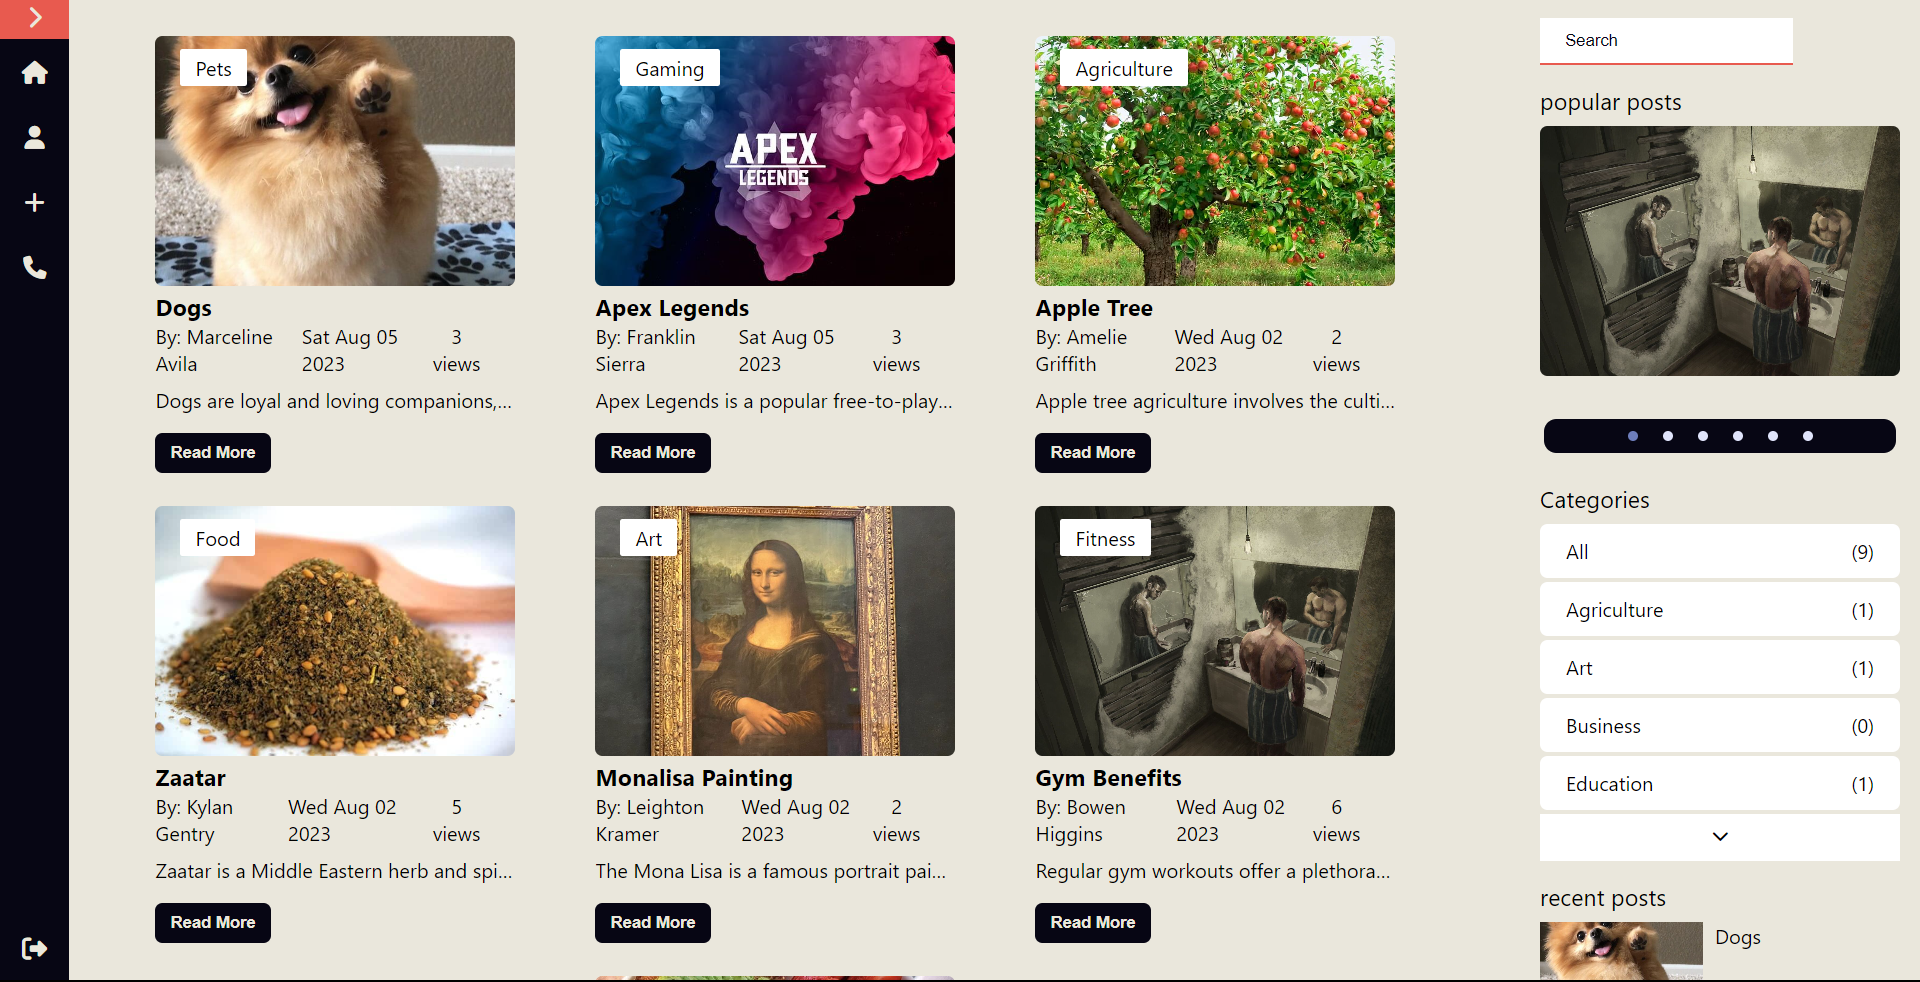 Pets
Dogs
By: Marceline Avila
Sat Aug 05 2023
3 views
Dogs are loyal and loving companions,...
Read More
Gaming
APEX
LEGENDS
Apex Legends
By: Franklin Sierra
Sat Aug 05 2023
3 views
Apex Legends is a popular free-to-play...
Read More
Agriculture
Apple Tree
By: Amelie Griffith
Wed Aug 02 2023
2 views
Apple tree agriculture involves the culti...
Read More
Food
Zaatar
By: Kylan Gentry
Wed Aug 02 2023
5 views
Zaatar is a Middle Eastern herb and spi...
Read More
Art
Monalisa Painting
By: Leighton Kramer
Wed Aug 02 2023
2 views
The Mona Lisa is a famous portrait pai...
Read More
Fitness
Gym Benefits
By: Bowen Higgins
Wed Aug 02 2023
6 views
Regular gym workouts offer a plethora...
Read More
Search
popular posts
Categories
All (9)
Agriculture (1)
Art (1)
Business (0)
Education (1)
recent posts
Dogs